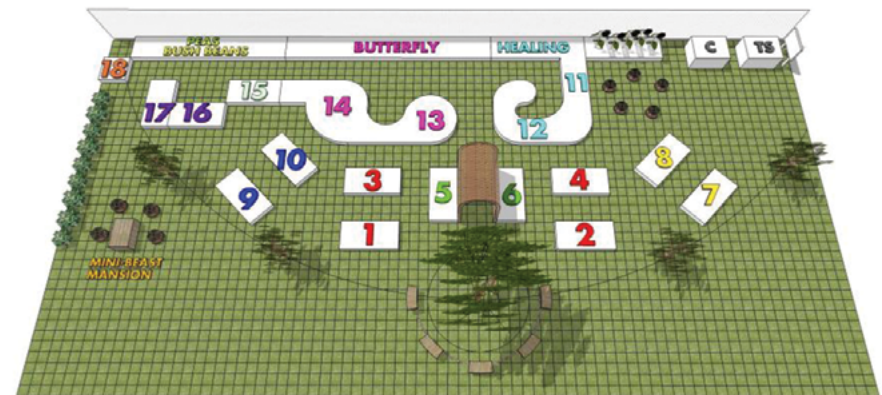 PEAS
BUSH BEANS
BUTTERFLY
HEALING
C
TS
18
17
16
15
14
13
12
11
10
9
3
5
6
4
8
7
1
2
MINI-BEAST
MANSION